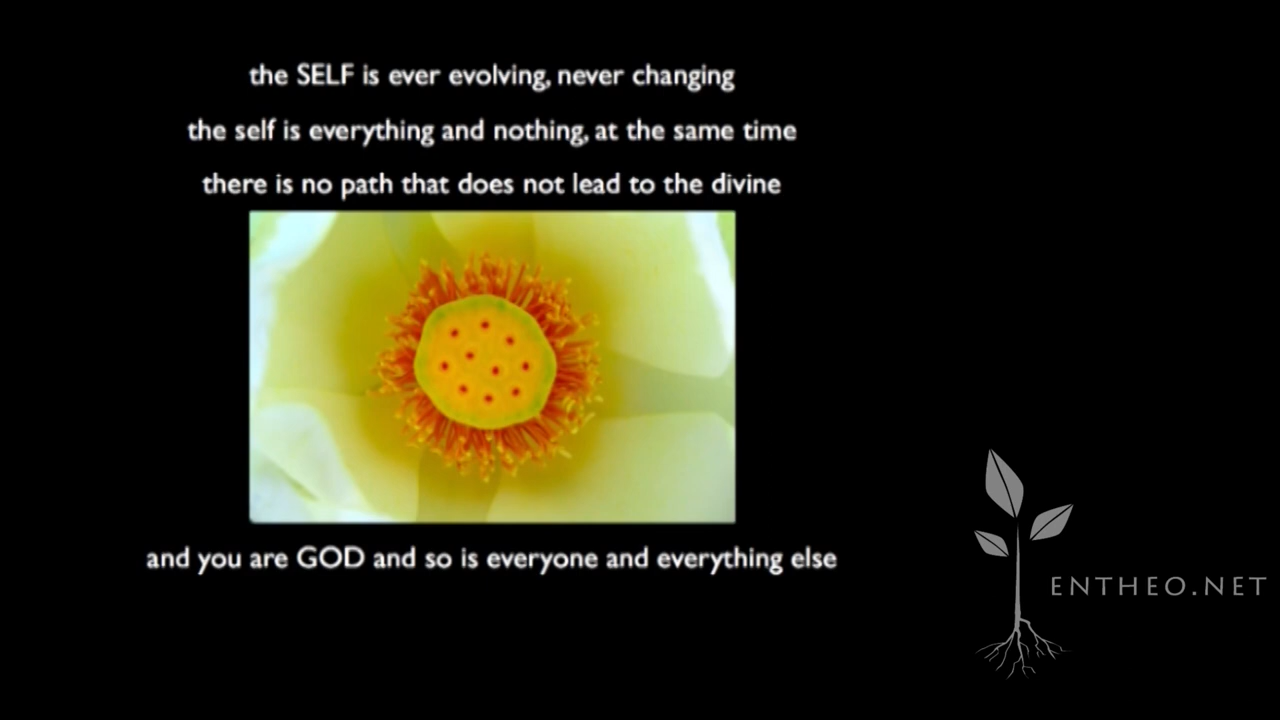 the SELF is ever evolving, never changing
the self is everything and nothing, at the same time
there is no path that does not lead to the divine
and you are GOD and so is everyone and everything else
ENTHEO.NET